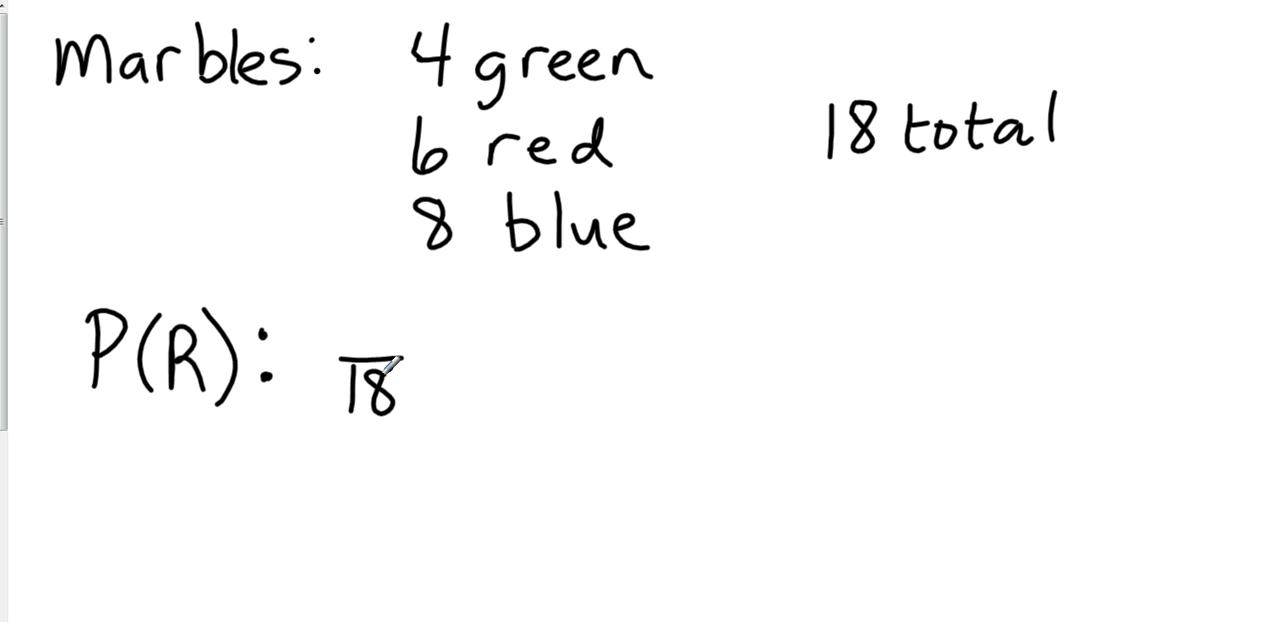 Marbles: 4 green
6 red
8 blue
18 total
P(R): /18